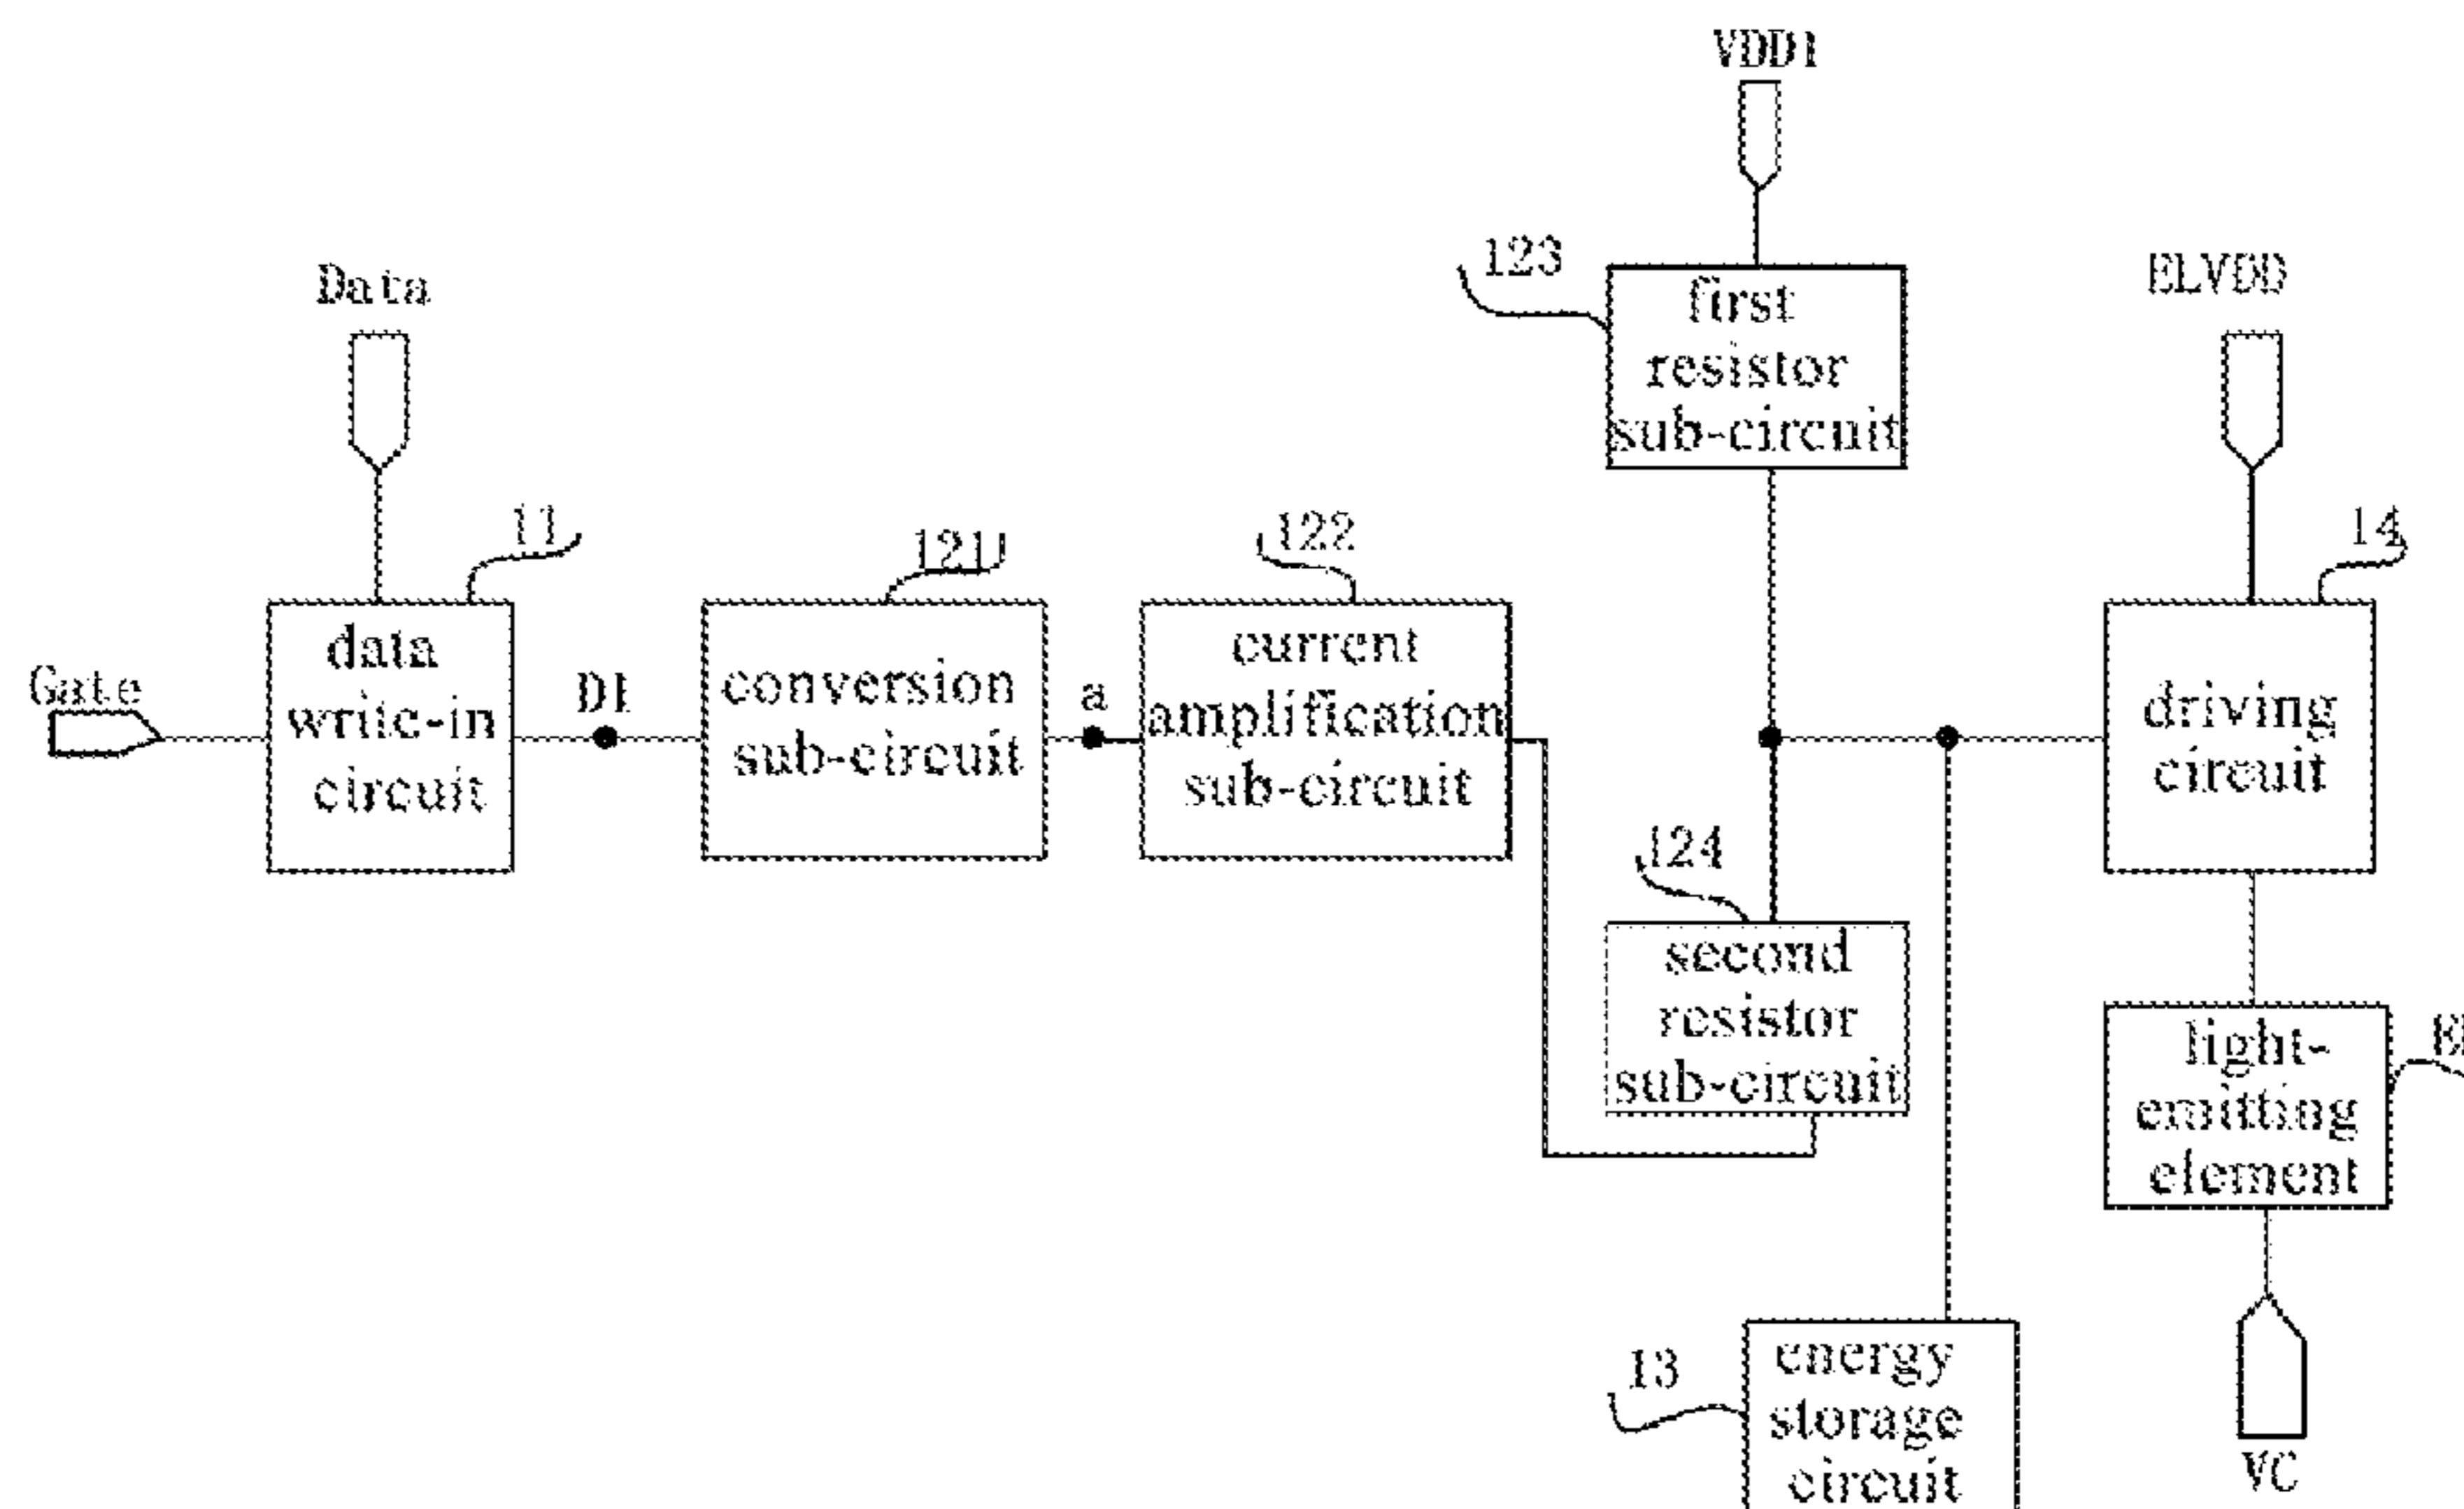 VDD1
123
first
resistor
sub-circuit
ELVDD
Data
11
121
122
14
Gate
data
write-in
circuit
D1
conversion
sub-circuit
a
current
amplification
sub-circuit
driving
circuit
124
second
resistor
sub-circuit
light-
emitting
element
13
energy
storage
circuit
VC